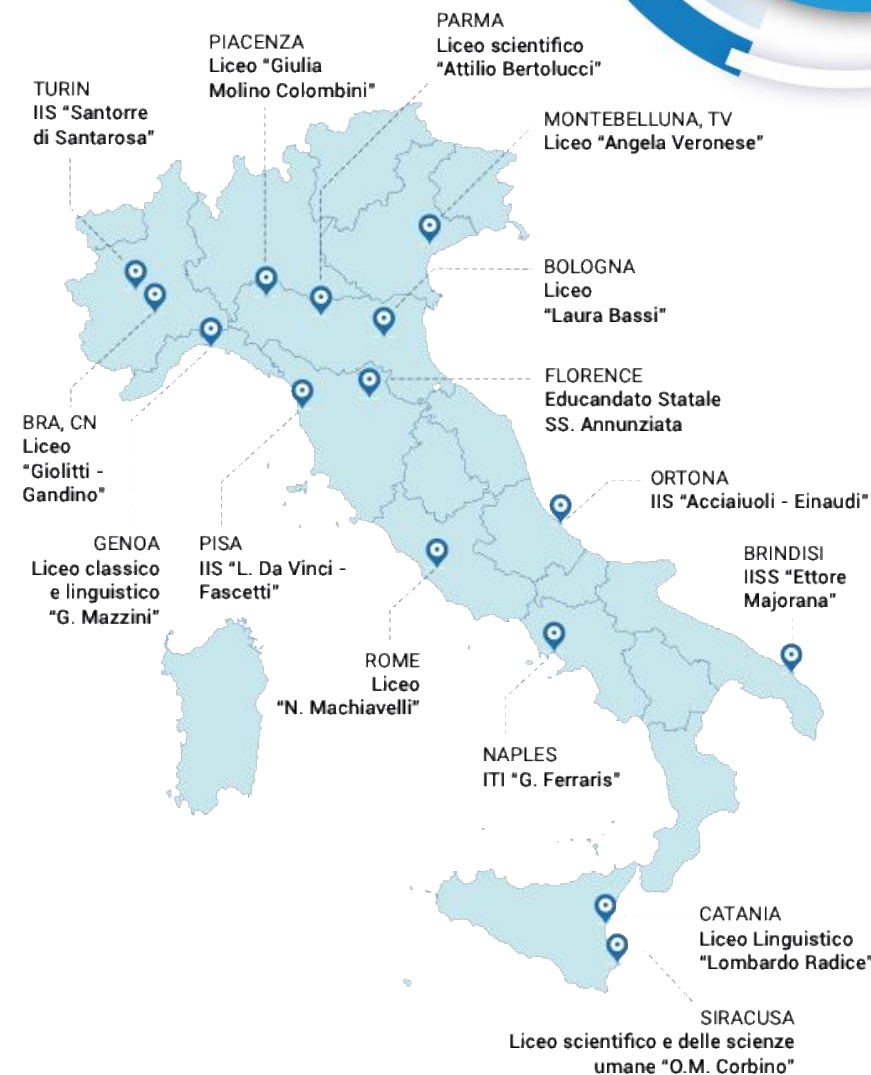 PARMA
Liceo scientifico
“Attilio Bertolucci”
PIACENZA
Liceo “Giulia
Molino Colombini”
TURIN
IIS “Santorre
di Santarosa”
MONTEBELLUNA, TV
Liceo “Angela Veronese”
BOLOGNA
Liceo
“Laura Bassi”
FLORENCE
Educandato Statale
SS. Annunziata
BRA, CN
Liceo
“Giolitti -
Gandino”
ORTONA
IIS “Acciaiuoli - Einaudi”
GENOA
Liceo classico
e linguistico
“G. Mazzini”
PISA
IIS “L. Da Vinci -
Fascetti”
BRINDISI
IISS “Ettore
Majorana”
ROME
Liceo
“N. Machiavelli”
NAPLES
ITI “G. Ferraris”
CATANIA
Liceo Linguistico
“Lombardo Radice”
SIRACUSA
Liceo scientifico e delle scienze
umane “O.M. Corbino”